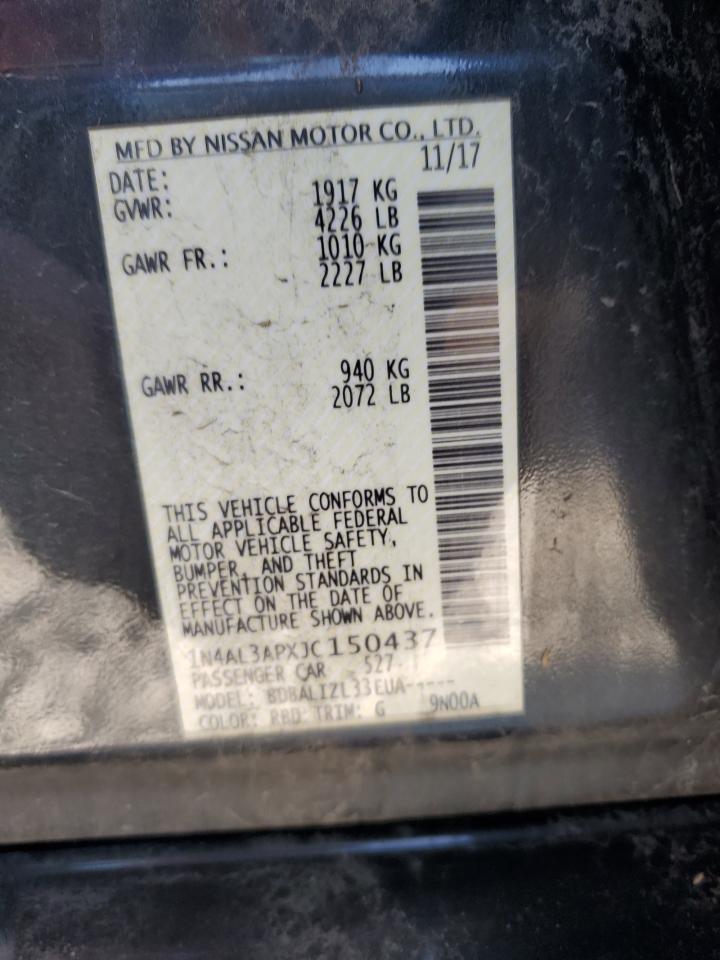 MFD BY NISSAN MOTOR CO., LTD.
DATE: 11/17
GVWR: 1917 KG
4226 LB
GAWR FR.: 1010 KG
2227 LB
GAWR RR.: 940 KG
2072 LB
THIS VEHICLE CONFORMS TO
ALL APPLICABLE FEDERAL
MOTOR VEHICLE SAFETY,
BUMPER, AND THEFT
PREVENTION STANDARDS IN
EFFECT ON THE DATE OF
MANUFACTURE SHOWN ABOVE.
1N4AL3APXJC150437
PASSENGER CAR 527
MODEL: BDBALIZL33EUA-----
COLOR: RBD TRIM: G 9N00A